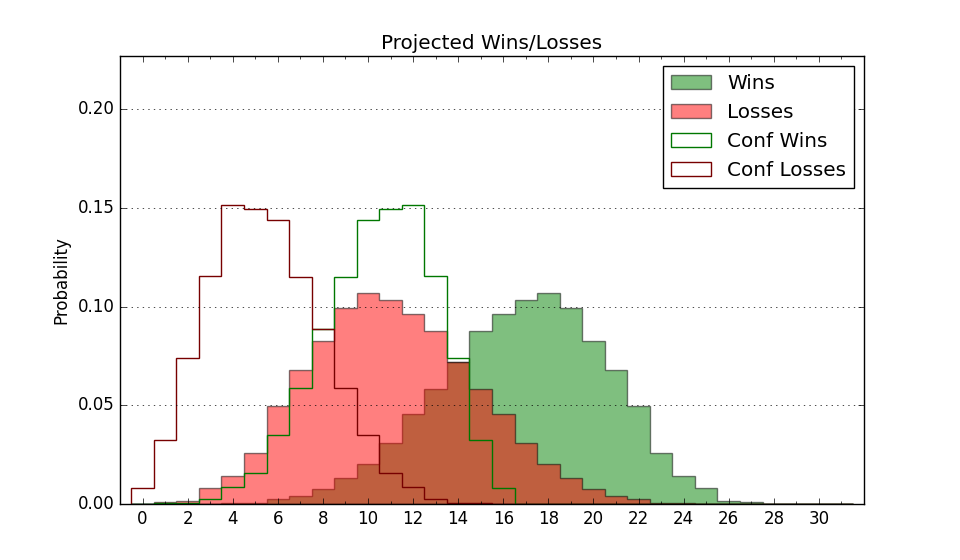 Projected Wins/Losses
Wins
Losses
Conf Wins
Conf Losses
Probability
0.20
0.15
0.10
0.05
0.00
0 2 4 6 8 10 12 14 16 18 20 22 24 26 28 30